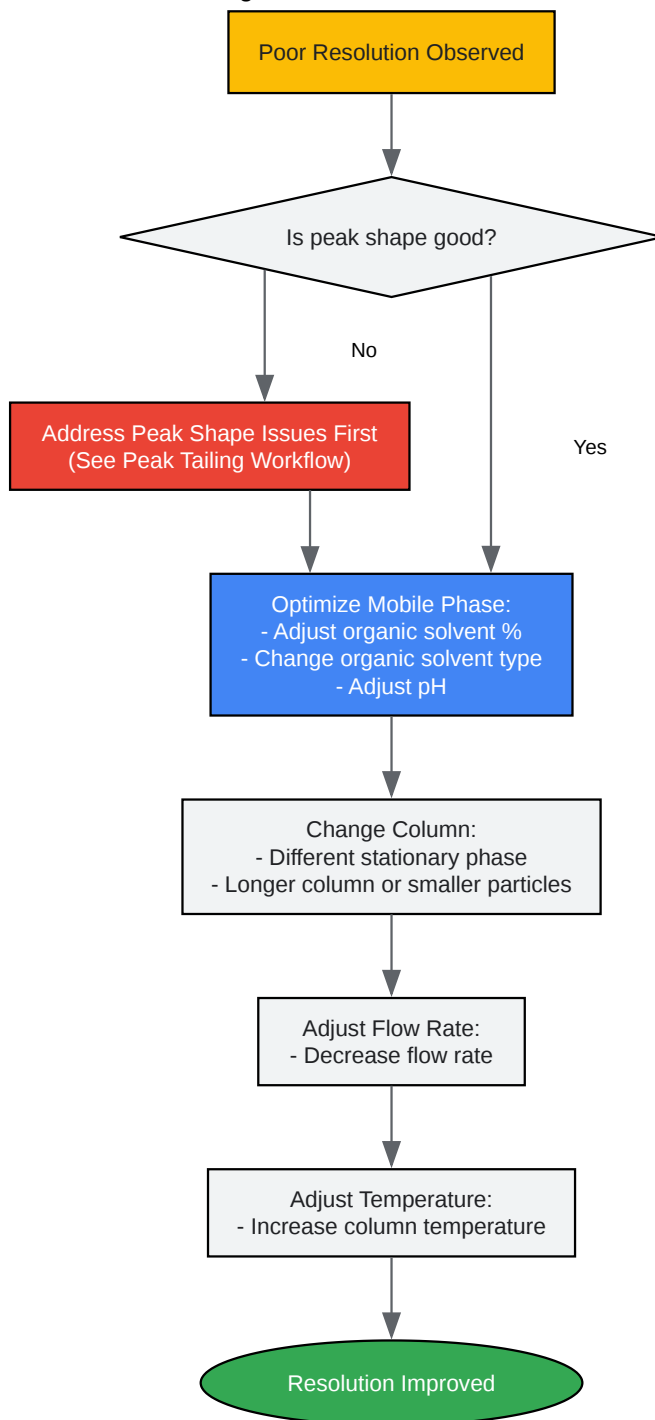 Poor Resolution Observed
Is peak shape good?
No
Address Peak Shape Issues First
(See Peak Tailing Workflow)
Yes
Optimize Mobile Phase:
- Adjust organic solvent %
- Change organic solvent type
- Adjust pH
Change Column:
- Different stationary phase
- Longer column or smaller particles
Adjust Flow Rate:
- Decrease flow rate
Adjust Temperature:
- Increase column temperature
Resolution Improved